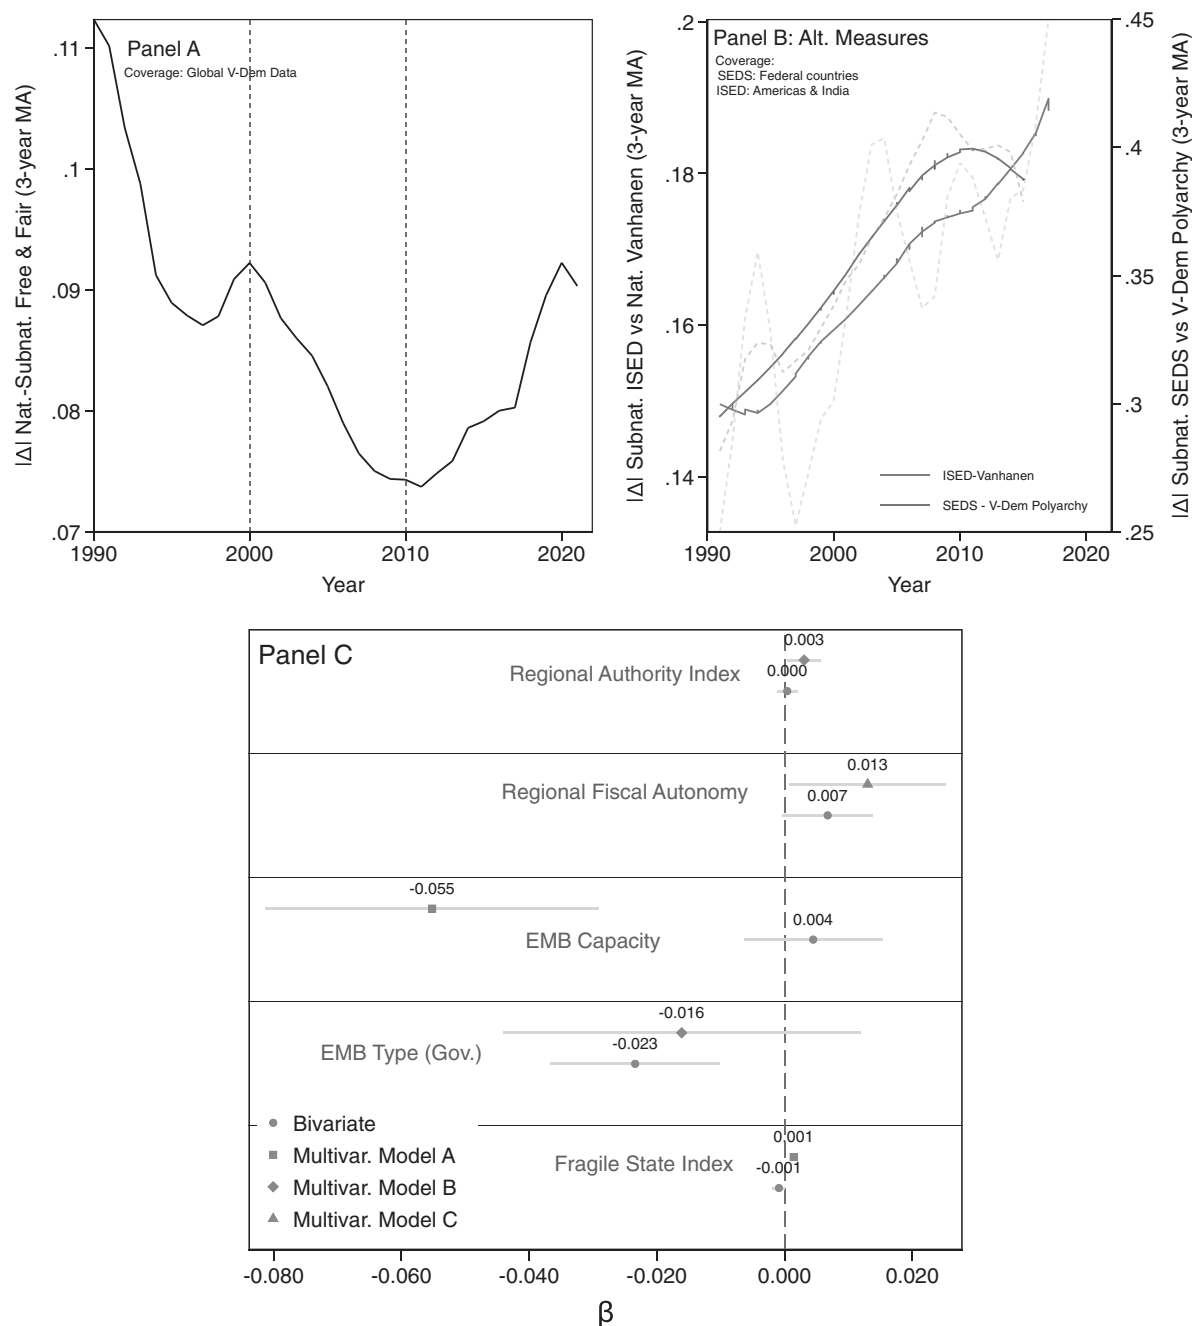 Panel A
Coverage: Global V-Dem Data
|Δ| Nat.-Subnat. Free & Fair (3-year MA)
.11
.1
.09
.08
.07
1990
2000
2010
2020
Year
Panel B: Alt. Measures
Coverage:
SEDS: Federal countries
ISED: Americas & India
|Δ| Subnat. ISED vs Nat. Vanhanen (3-year MA)
.2
.18
.16
.14
|Δ| Subnat. SEDS vs V-Dem Polyarchy (3-year MA)
.45
.4
.35
.3
.25
ISED-Vanhanen
SEDS - V-Dem Polyarchy
1990
2000
2010
2020
Year
Panel C
0.003
Regional Authority Index
0.000
0.013
Regional Fiscal Autonomy
0.007
-0.055
0.004
EMB Capacity
-0.016
-0.023
EMB Type (Gov.)
0.001
Fragile State Index
-0.001
Bivariate
Multivar. Model A
Multivar. Model B
Multivar. Model C
-0.080
-0.060
-0.040
-0.020
0.000
0.020
β